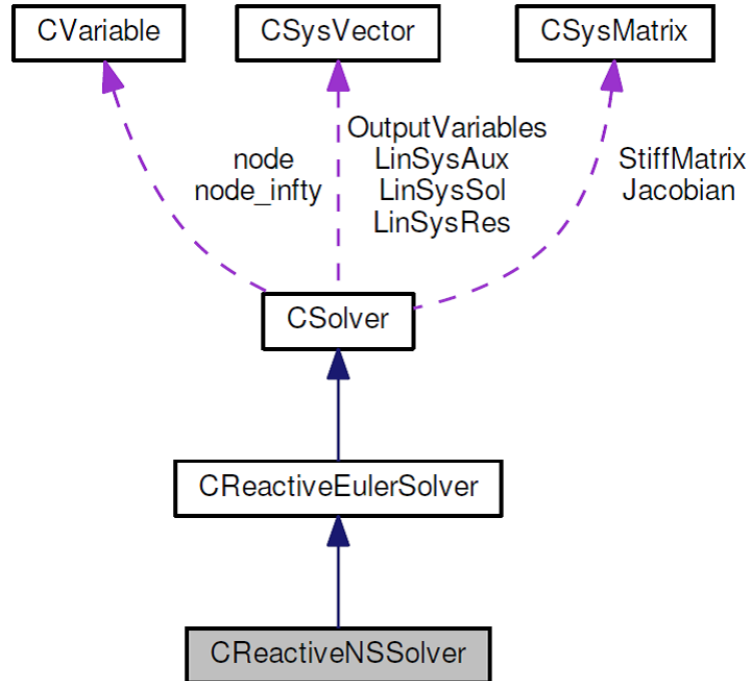 CVariable
CSysVector
CSysMatrix
node
node_infty
OutputVariables
LinSysAux
LinSysSol
LinSysRes
StiffMatrix
Jacobian
CSolver
CReactiveEulerSolver
CReactiveNSSolver